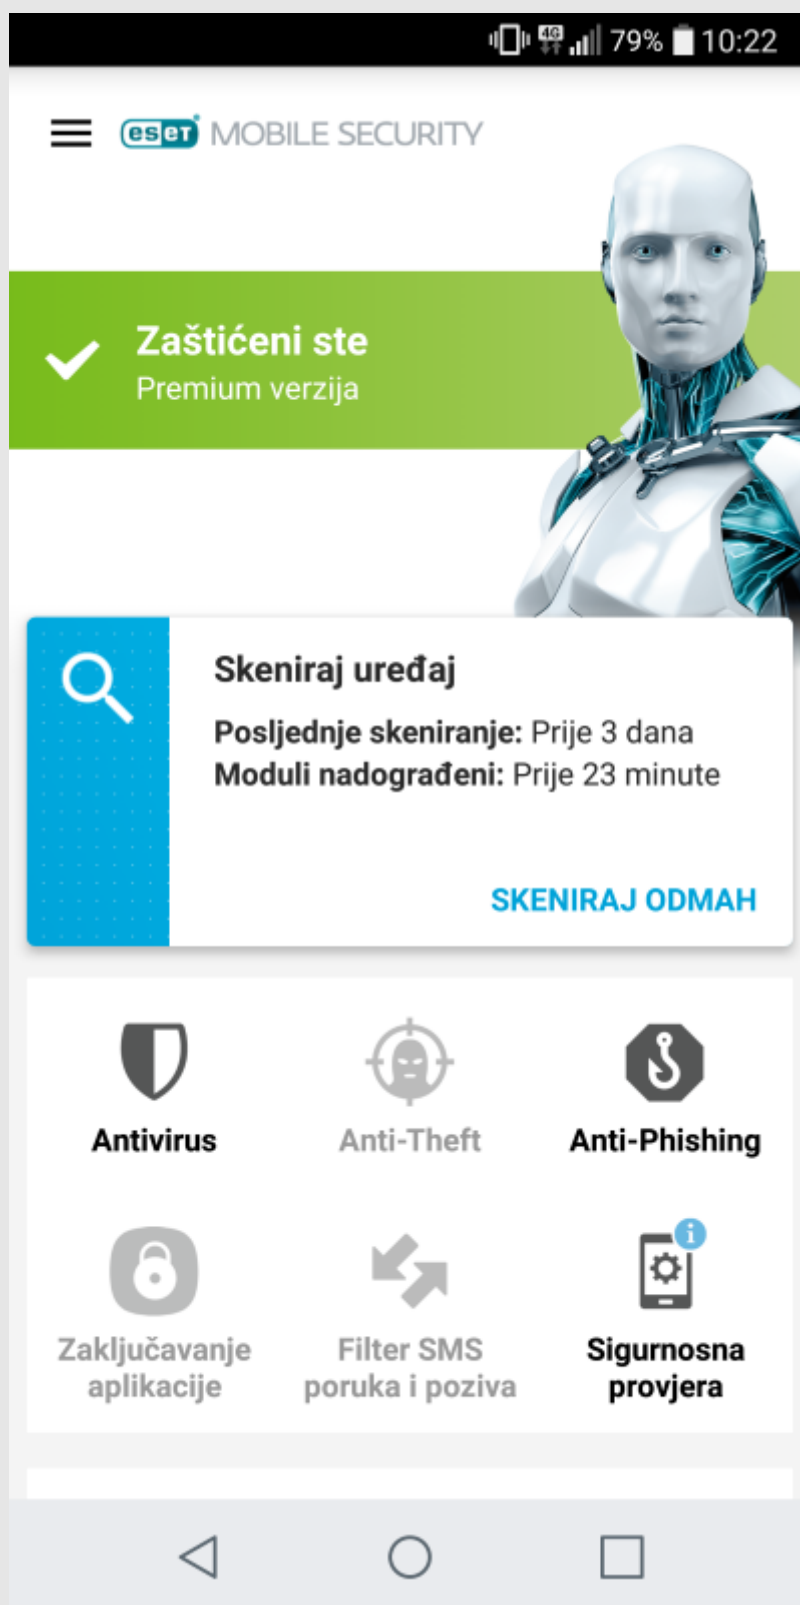 4G 79% 10:22
eset MOBILE SECURITY
Zaštićeni ste
Premium verzija
Skeniraj uređaj
Posljednje skeniranje: Prije 3 dana
Moduli nadograđeni: Prije 23 minute
SKENIRAJ ODMAH
Antivirus
Anti-Theft
Anti-Phishing
Zaključavanje
aplikacije
Filter SMS
poruka i poziva
i
Sigurnosna
provjera